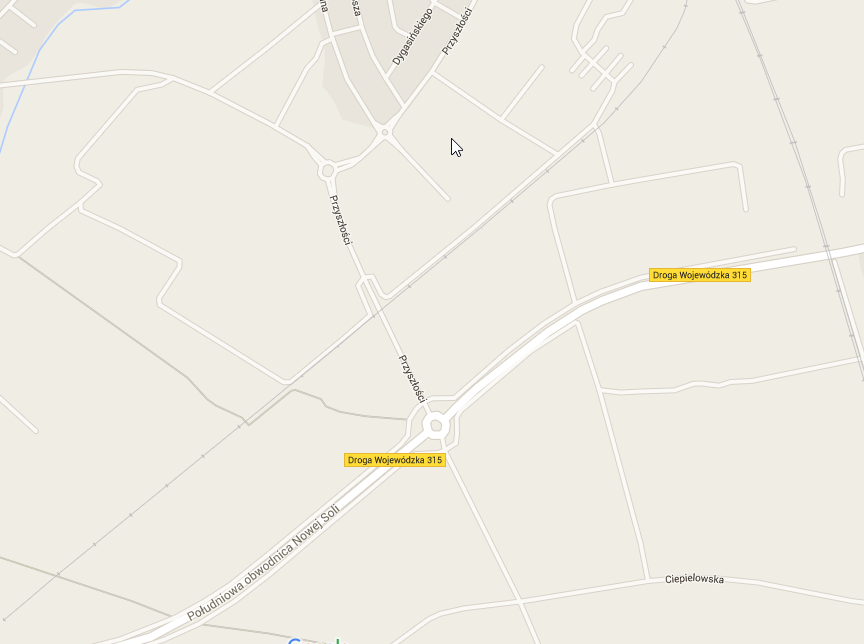 Dygasińskiego
Przyszłości
Przyszłości
Droga Wojewódzka 315
Przyszłości
Droga Wojewódzka 315
Południowa obwodnica Nowej Soli
Ciepielowska